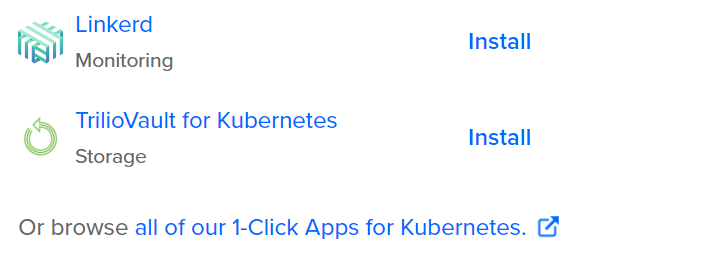 Linkerd
Install
Monitoring
TrilioVault for Kubernetes
Install
Storage
Or browse all of our 1-Click Apps for Kubernetes.